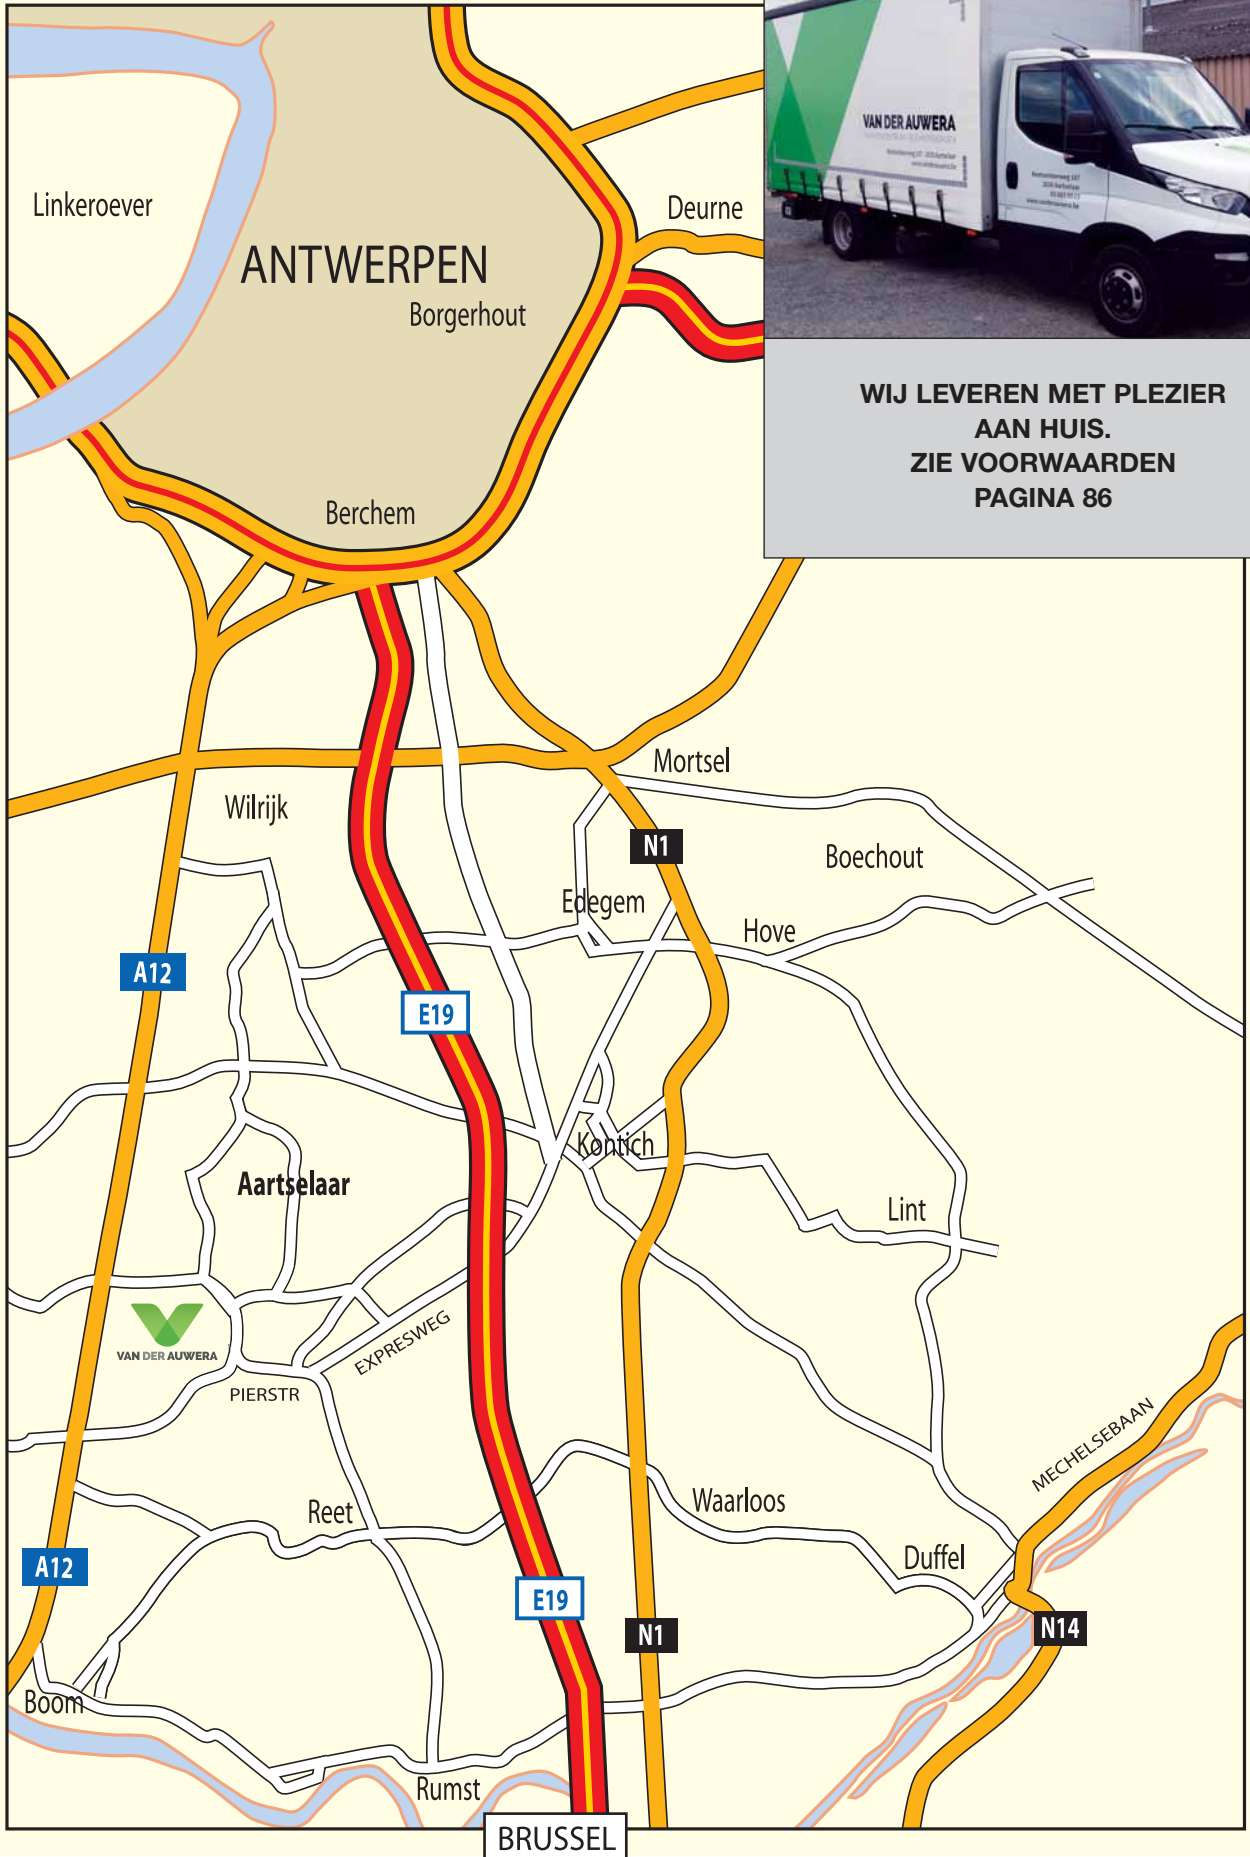 VAN DER AUWERA
Linkeroever
Deurne
ANTWERPEN
Borgerhout
WIJ LEVEREN MET PLEZIER
AAN HUIS.
ZIE VOORWAARDEN
PAGINA 86
Berchem
Mortsel
Wilrijk
N1
Boechout
Edegem
Hove
A12
E19
Kontich
Aartselaar
Lint
VAN DER AUWERA
EXPRESWEG
PIERSTR
MECHELSEBAAN
Reet
Waarloos
Duffel
A12
E19
N1
N14
Boom
Rumst
BRUSSEL